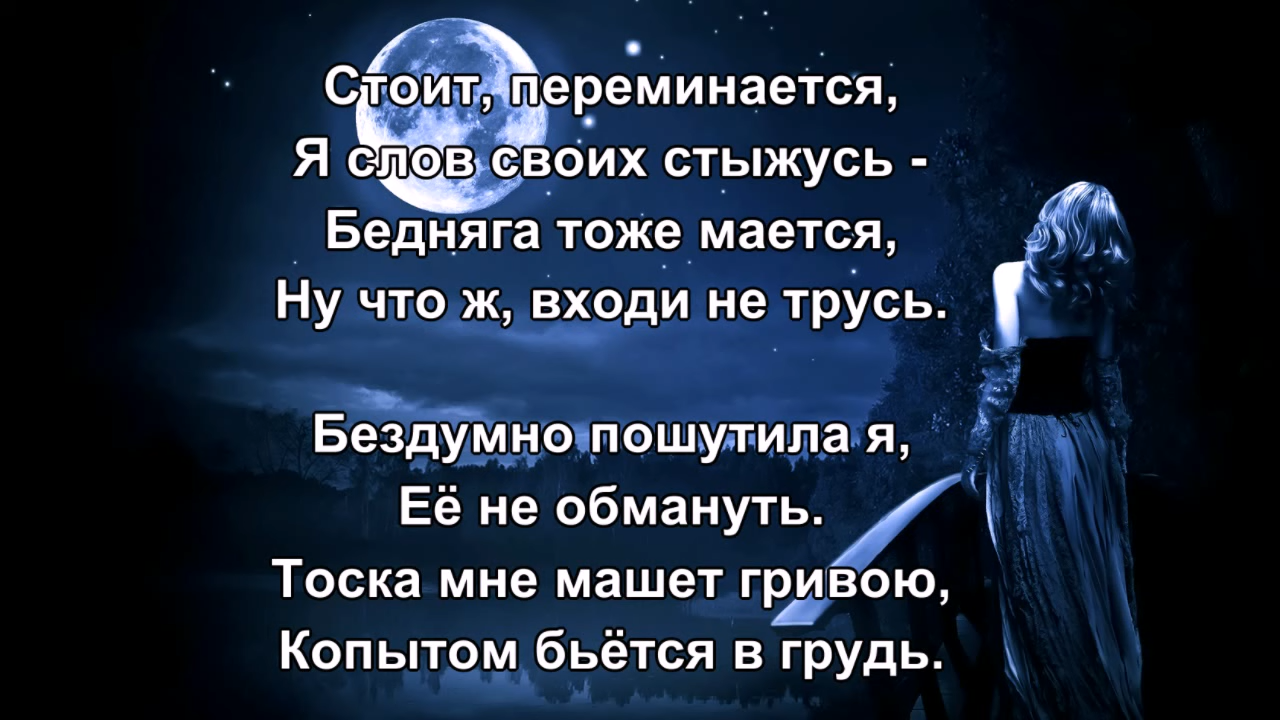 Стоит, переминается,
Я слов своих стыжусь -
Бедняга тоже мается,
Ну что ж, входи не трусь.
Бездумно пошутила я,
Её не обмануть.
Тоска мне машет гривою,
Копытом бьётся в грудь.